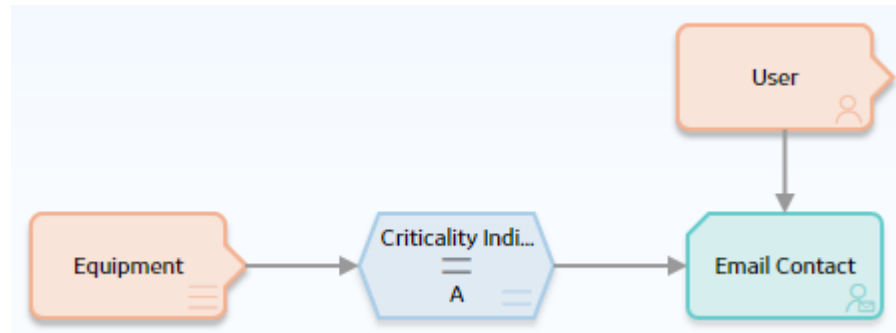 User
Equipment
Criticality Indi...
=
A
Email Contact